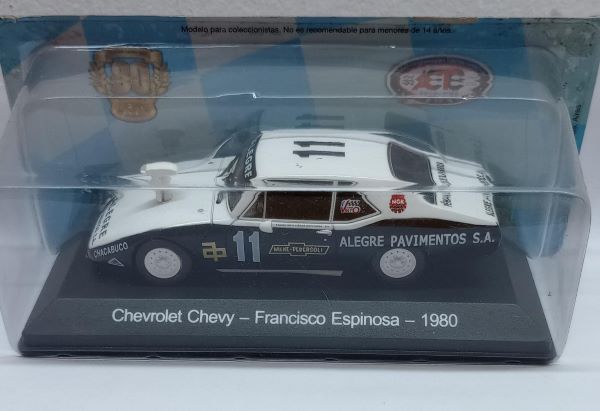 Modelo para coleccionistas. No es recomendable para menores de 14 años.
80
11
ALEGRE
NGK
CHACABUCO
11
ALEGRE PAVIMENTOS S.A.
Chevrolet Chevy – Francisco Espinosa – 1980